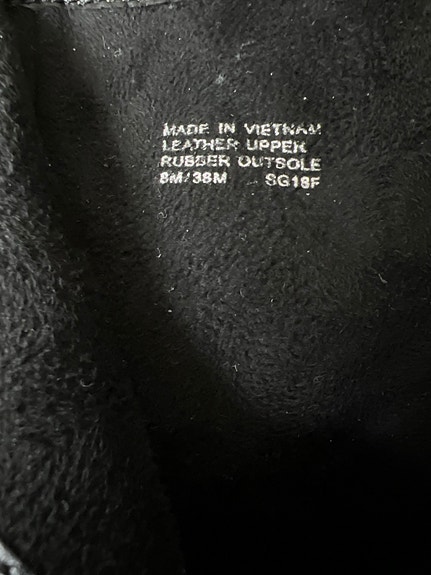 MADE IN VIETNAM
LEATHER UPPER
RUBBER OUTSOLE
8M/38M SG18F